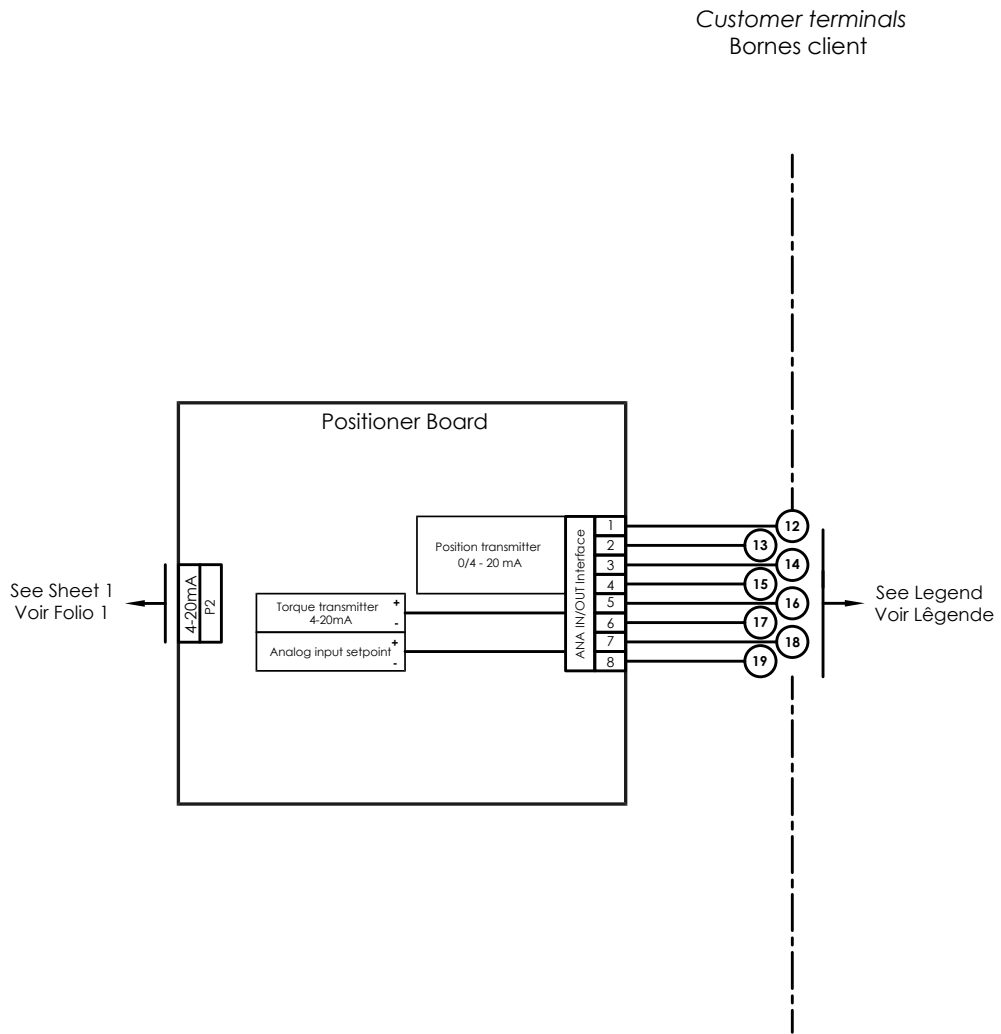 Customer terminals
Bornes client
Positioner Board
Position transmitter
0/4 - 20 mA
ANA IN/OUT Interface
1
2
3
4
5
6
7
8
12
13
14
15
16
17
18
19
See Sheet 1
Voir Folio 1
4-20mA
P2
Torque transmitter
4-20mA
+
-
Analog input setpoint
+
-
See Legend
Voir Lêgende